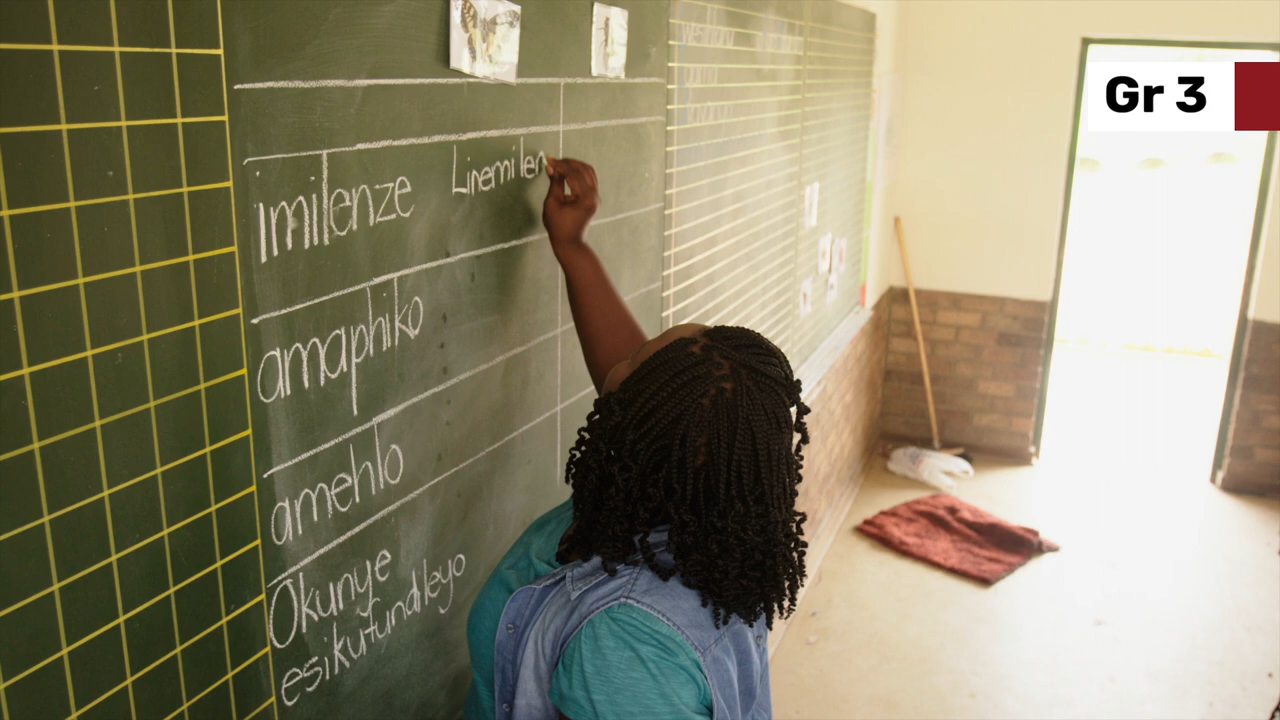 Gr 3
imilenze Linemilen
amaphiko
amehlo
Okunye
esikufundileyo